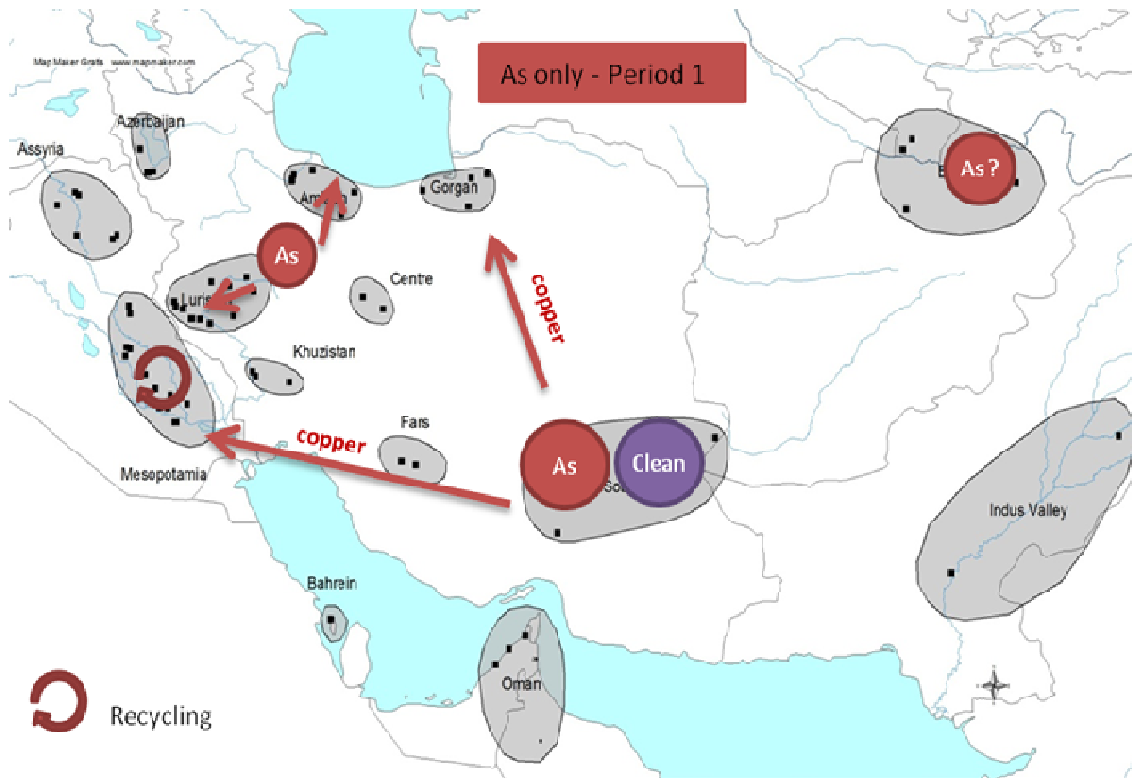 Map Maker Gratis www.mapmaker.com
As only - Period 1
Azerbaijan
Assyria
As?
Gorgan
As
Centre
Khuzistan
copper
Fars
copper
As
Clean
Mesopotamia
Indus Valley
Bahrein
Oman
Recycling